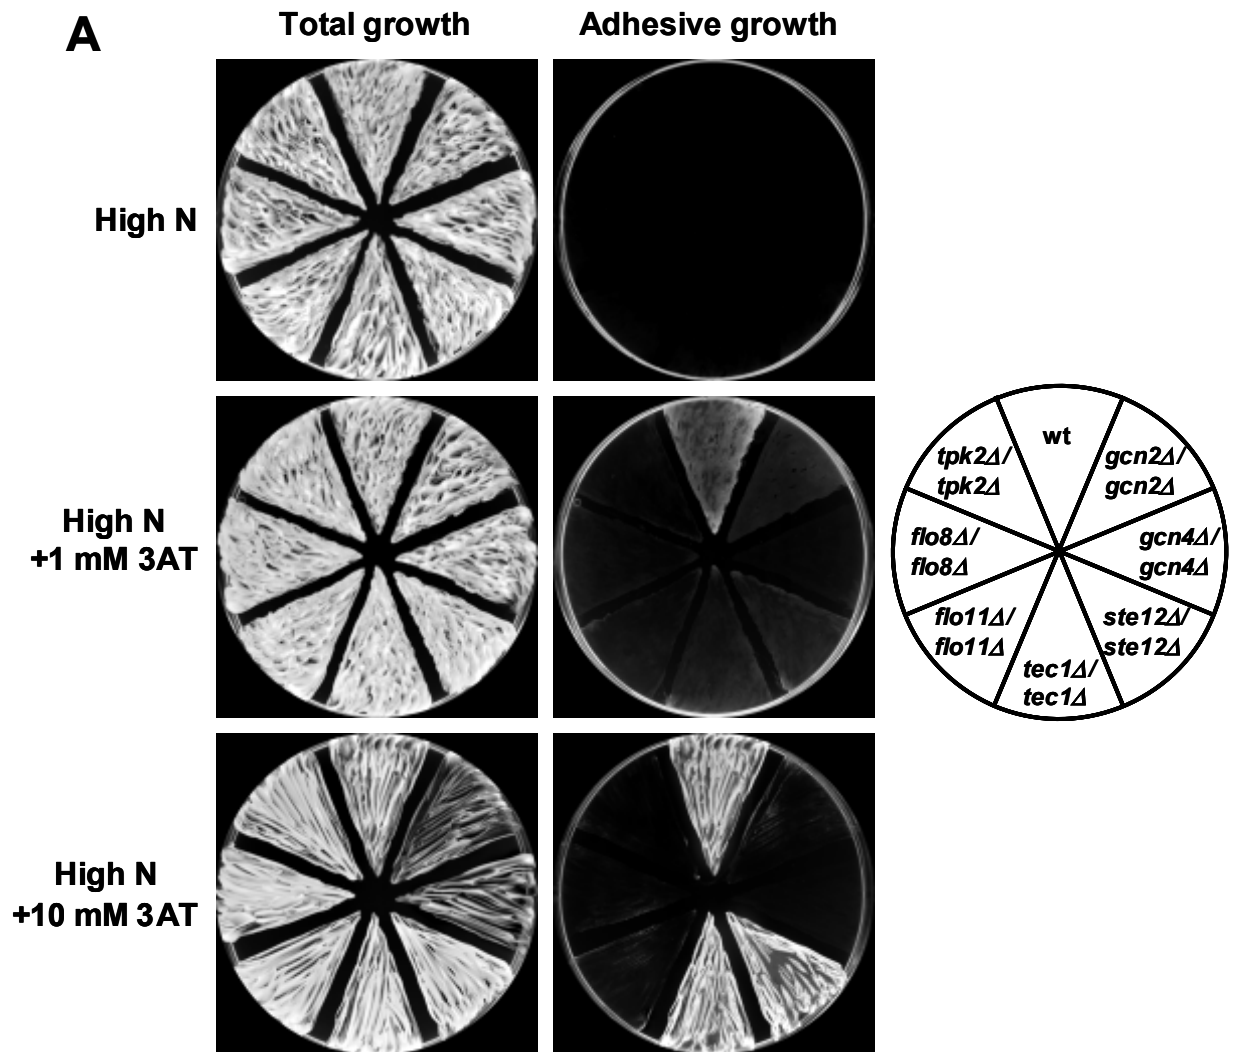 A
Total growth
Adhesive growth
High N
High N
+1 mM 3AT
High N
+10 mM 3AT
wt
gcn2Δ/
gcn2Δ
gcn4Δ/
gcn4Δ
ste12Δ/
ste12Δ
tec1Δ/
tec1Δ
flo11Δ/
flo11Δ
flo8Δ/
flo8Δ
tpk2Δ/
tpk2Δ